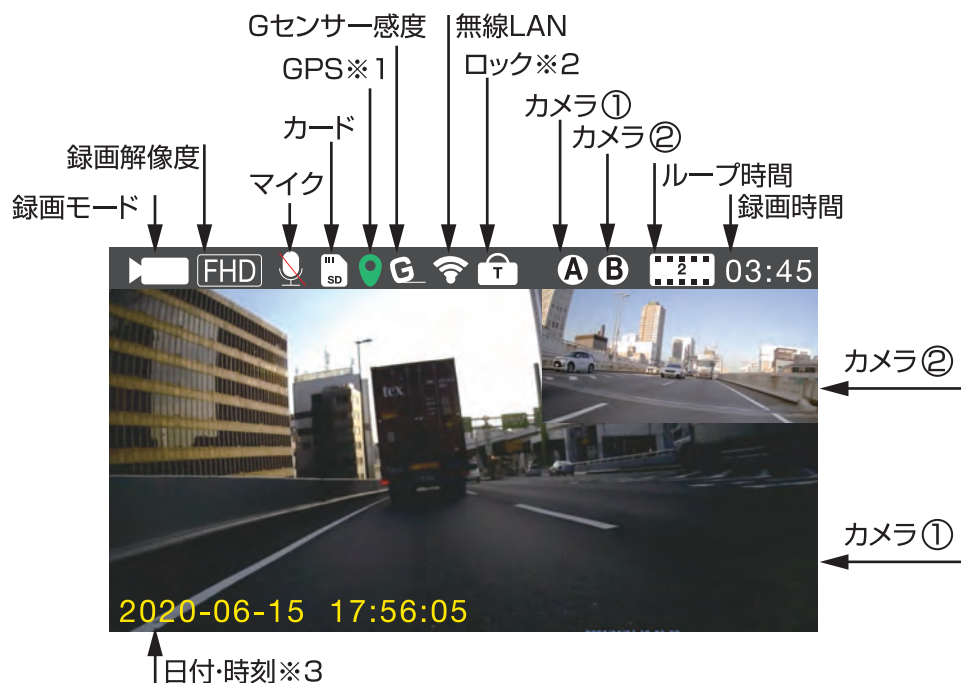 Gセンサー感度
無線LAN
GPS※1
ロック※2
カード
カメラ①
カメラ②
録画解像度
マイク
ループ時間
録画モード
録画時間
FHD
SD
G
T
A
B
2
03:45
tex
カメラ②
カメラ①
2020-06-15 17:56:05
日付・時刻※3